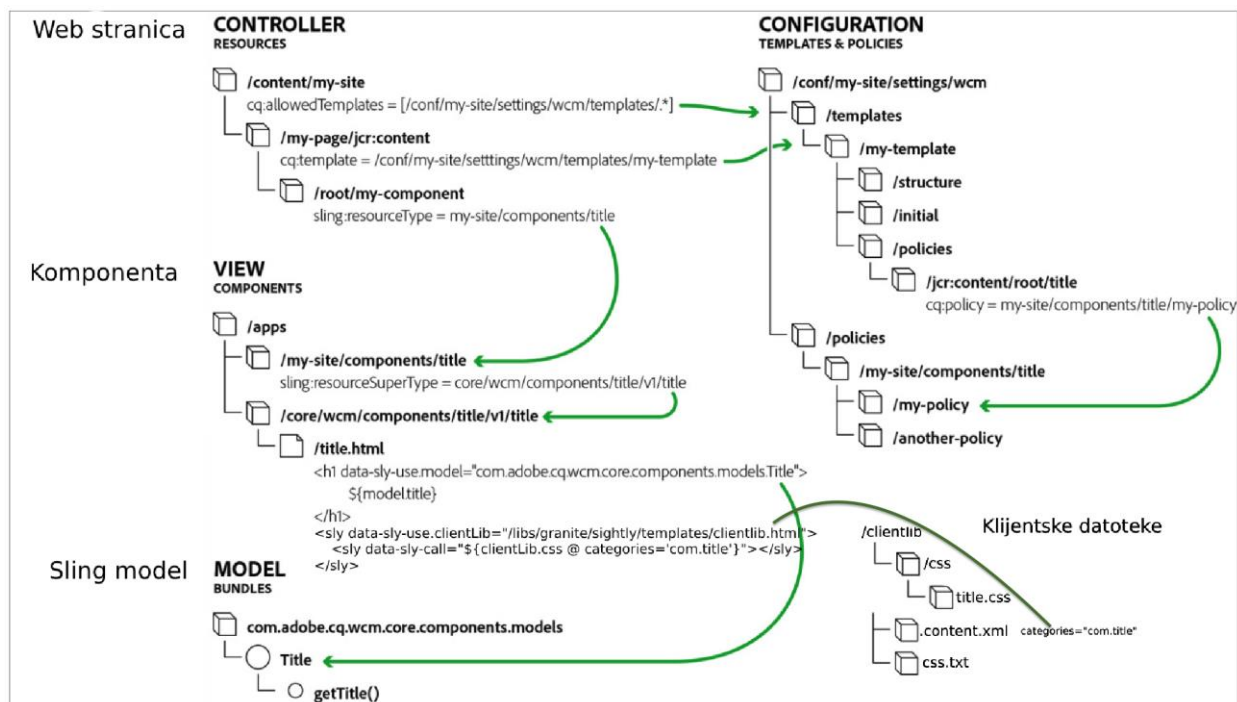 Web stranica
CONTROLLER
RESOURCES
/content/my-site
cq:allowedTemplates = [/conf/my-site/settings/wcm/templates/.*]
/my-page/jcr:content
cq:template = /conf/my-site/setttings/wcm/templates/my-template
/root/my-component
sling:resourceType = my-site/components/title
CONFIGURATION
TEMPLATES & POLICIES
/conf/my-site/settings/wcm
/templates
/my-template
/structure
/initial
/policies
/jcr:content/root/title
cq:policy = my-site/components/title/my-policy
/policies
/my-site/components/title
/my-policy
/another-policy
Komponenta
VIEW
COMPONENTS
/apps
/my-site/components/title
sling:resourceSuperType = core/wcm/components/title/v1/title
/core/wcm/components/title/v1/title
/title.html
<h1 data-sly-use.model="com.adobe.cq.wcm.core.components.models.Title">
${model.title}
</h1>
<sly data-sly-use.clientLib="/libs/granite/sightly/templates/clientlib.html">
<sly data-sly-call="${clientLib.css @ categories='com.title'}"></sly>
</sly>
Klijentske datoteke
/clientlib
/css
title.css
.content.xml
categories="com.title"
css.txt
Sling model
MODEL
BUNDLES
com.adobe.cq.wcm.core.components.models
Title
getTitle()